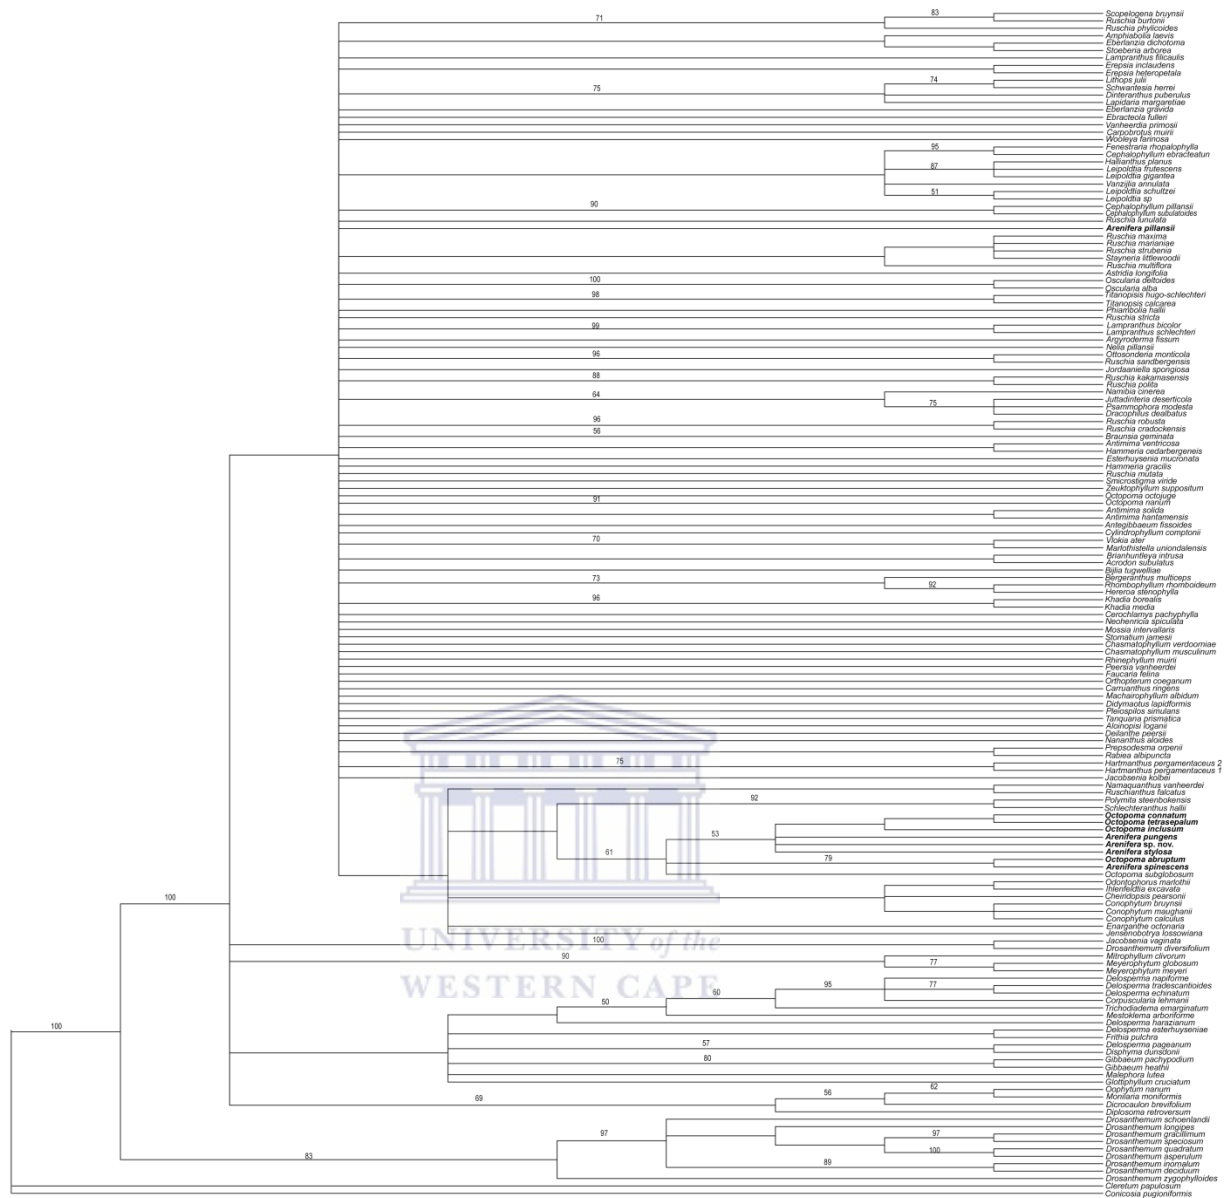 83
Scopelogena bruynsii
71
Ruschia burtonii
Ruschia phylicoides
Amphibolia laevis
Eberlanzia dichotoma
Stoeberia arborea
Lampranthus filicaulis
Erepsia inclaudens
Erepsia heteropetala
74
Lithops julii
75
Schwantesia herrei
Dinteranthus puberulus
Lapidaria margaretiae
Eberlanzia gravida
Ebracteola fulleri
Vanheerdia primosii
Carpobrotus muirii
Wooleya farinosa
95
Fenestraria rhopalophylla
Cephalophyllum ebracteatun
Hallianthus planus
87
Leipoldtia frutescens
Leipoldtia gigantea
Vanzijlia annulata
51
Leipoldtia schultzei
Leipoldtia sp
90
Cephalophyllum pillansii
Cephalophyllum subulatoides
Ruschia lunulata
Arenifera pillansii
Ruschia maxima
Ruschia marianae
Ruschia strubenia
Stayneria littlewoodii
Ruschia multiflora
Astridia longifolia
100
Oscularia deltoides
Oscularia alba
98
Titanopisis hugo-schlechteri
Titanopsis calcarea
Phiambolia hallii
Ruschia stricta
99
Lampranthus bicolor
Lampranthus schlechteri
Argyroderma fissum
Nelia pillansii
96
Ottosonderia monticola
Ruschia sandbergensis
Jordaaniella spongiosa
88
Ruschia kakamasensis
Ruschia polita
64
Namibia cinerea
75
Juttadinteria deserticola
Psammophora modesta
Dracophilus dealbatus
96
Ruschia robusta
56
Ruschia cradockensis
Braunsia geminata
Antimima ventricosa
Hammeria cedarbergeneis
Esterhuysenia mucronata
Hammeria gracilis
Ruschia mutata
Smicrostigma viride
Zeuktophyllum suppositum
91
Octopoma octojuge
Octopoma nanum
Antimima solida
Antimima hantamensis
Antegibbaeum fissoides
Cylindrophyllum comptonii
70
Vlokia ater
Marlothistella uniondalensis
Brianhuntleya intrusa
Acrodon subulatus
Bijlia tugwelliae
73
Bergeranthus multiceps
92
Rhombophyllum rhomboideum
Hereroa stenophylla
96
Khadia borealis
Khadia media
Cerochlamys pachyphylla
Neohenricia spiculata
Mossia intervallaris
Stomatium jamesii
Chasmatophyllum verdoorniae
Chasmatophyllum musculinum
Rhinephyllum muirii
Peersia vanheerdei
Faucaria felina
Orthopterum coeganum
Carruanthus ringens
Machairophyllum albidum
Didymaotus lapidformis
Pleiospilos simulans
Tanquana prismatica
Aloinopsi loganii
Deilanthe peersii
Nananthus aloides
Prepsodesma orpenii
Rabiea albipuncta
75
Hartmanthus pergamentaceus 2
Hartmanthus pergamentaceus 1
Jacobsenia kolbei
Namaquanthus vanheerdei
Ruschianthus falcatus
92
Polymita steenbokensis
Schlechteranthus hallii
Octopoma connatum
Octopoma tetrasepalum
Octopoma inclusum
53
Arenifera pungens
Arenifera sp. nov.
61
Arenifera stylosa
79
Octopoma abruptum
Arenifera spinescens
Octopoma subglobosum
Odontophorus marlothii
Ihlenfeldtia excavata
Cheiridopsis pearsonii
100
Conophytum bruynsii
Conophytum maughanii
Conophytum calculus
Enarganthe octonaria
Jensenobotrya lossowiana
UNIVERSITY of the
100
Jacobsenia vaginata
Drosanthemum diversifolium
90
Mitrophyllum clivorum
77
Meyerophytum globosum
Meyerophytum meyeri
WESTERN CAPE
Delosperma napiforme
95
77
Delosperma tradescantioides
60
Delosperma echinatum
50
Corpuscularia lehmanii
Trichodiadema emarginatum
Mestoklema arboriforme
Delosperma harazianum
100
Delosperma esterhuyseniae
Frithia pulchra
57
Delosperma pageanum
Disphyma dunsdonii
80
Gibbaeum pachypodium
Gibbaeum heathii
Malephora lutea
Glottiphyllum cruciatum
62
Oophytum nanum
56
Monilaria moniformis
69
Dicrocaulon brevifolium
Diplosoma retroversum
Drosanthemum schoenlandii
Drosanthemum longipes
97
97
Drosanthemum gracillimum
Drosanthemum speciosum
100
Drosanthemum quadratum
83
Drosanthemum asperulum
89
Drosanthemum inornatum
Drosanthemum deciduum
Drosanthemum zygophylloides
Cleretum papulosum
Conicosia pugioniformis